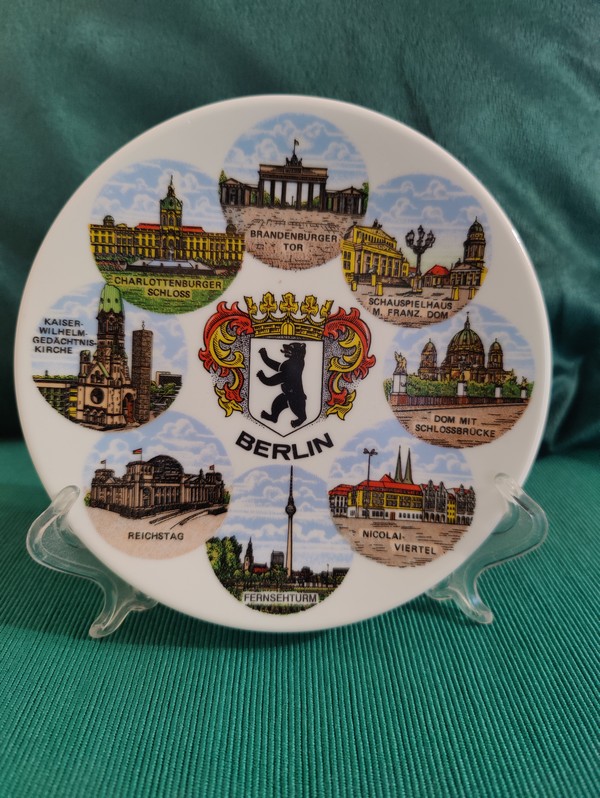 BRANDENBURGER
TOR
SCHAUSPIELHAUS
M. FRANZ. DOM
DOM MIT
SCHLOSSBRÜCKE
NICOLAI-
VIERTEL
FERNSEHTURM
REICHSTAG
KAISER-
WILHELM-
GEDÄCHTNIS-
KIRCHE
CHARLOTTENBURGER
SCHLOSS
BERLIN